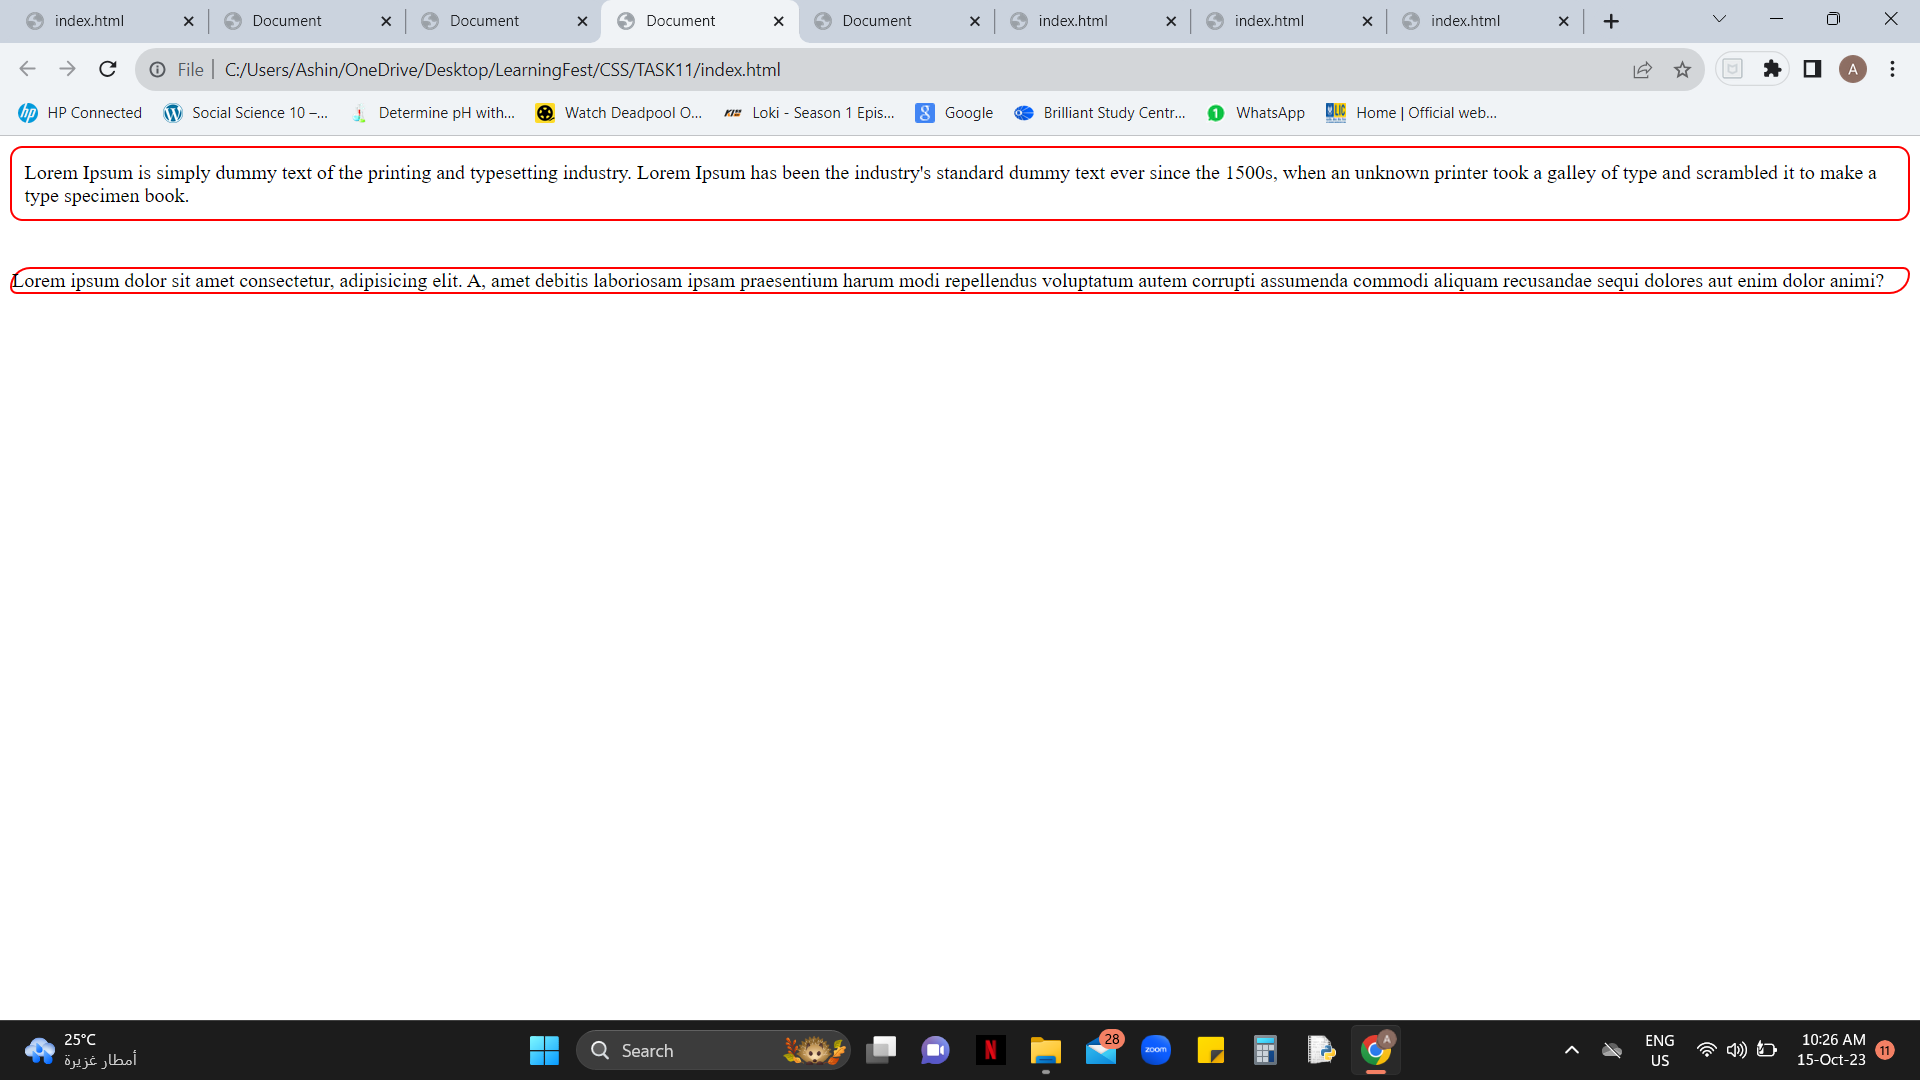 index.html
Document
Document
Document
Document
index.html
index.html
index.html
File | C:/Users/Ashin/OneDrive/Desktop/LearningFest/CSS/TASK11/index.html
A
HP Connected
Social Science 10 –...
Determine pH with...
Watch Deadpool O...
Loki - Season 1 Epis...
Google
Brilliant Study Centr...
1 WhatsApp
LIC Home | Official web...
Lorem Ipsum is simply dummy text of the printing and typesetting industry. Lorem Ipsum has been the industry's standard dummy text ever since the 1500s, when an unknown printer took a galley of type and scrambled it to make a
type specimen book.
Lorem ipsum dolor sit amet consectetur, adipisicing elit. A, amet debitis laboriosam ipsam praesentium harum modi repellendus voluptatum autem corrupti assumenda commodi aliquam recusandae sequi dolores aut enim dolor animi?
25°C
أمطار غزيرة
Search
N
28
zoom
A
ENG
US
10:26 AM
15-Oct-23
11